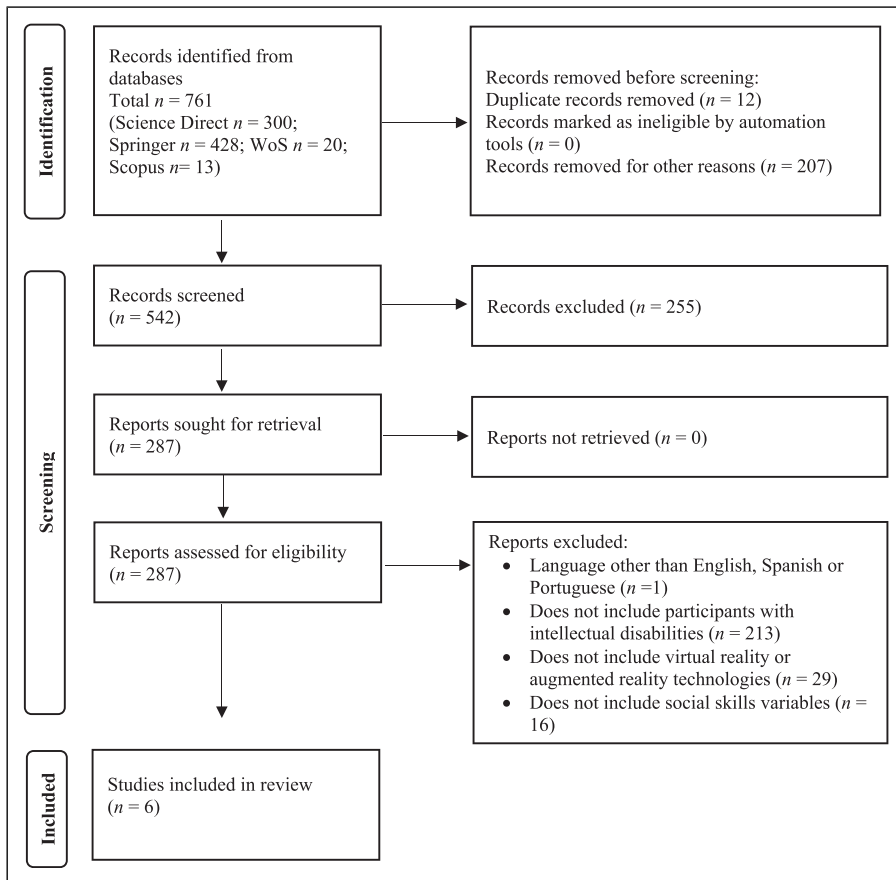 Identification
Records identified from
databases
Total n = 761
(Science Direct n = 300;
Springer n = 428; WoS n = 20;
Scopus n= 13)
Records removed before screening:
Duplicate records removed (n = 12)
Records marked as ineligible by automation
tools (n = 0)
Records removed for other reasons (n = 207)
Screening
Records screened
(n = 542)
Records excluded (n = 255)
Reports sought for retrieval
(n = 287)
Reports not retrieved (n = 0)
Reports assessed for eligibility
(n = 287)
Reports excluded:
• Language other than English, Spanish or
Portuguese (n =1)
• Does not include participants with
intellectual disabilities (n = 213)
• Does not include virtual reality or
augmented reality technologies (n = 29)
• Does not include social skills variables (n =
16)
Included
Studies included in review
(n = 6)